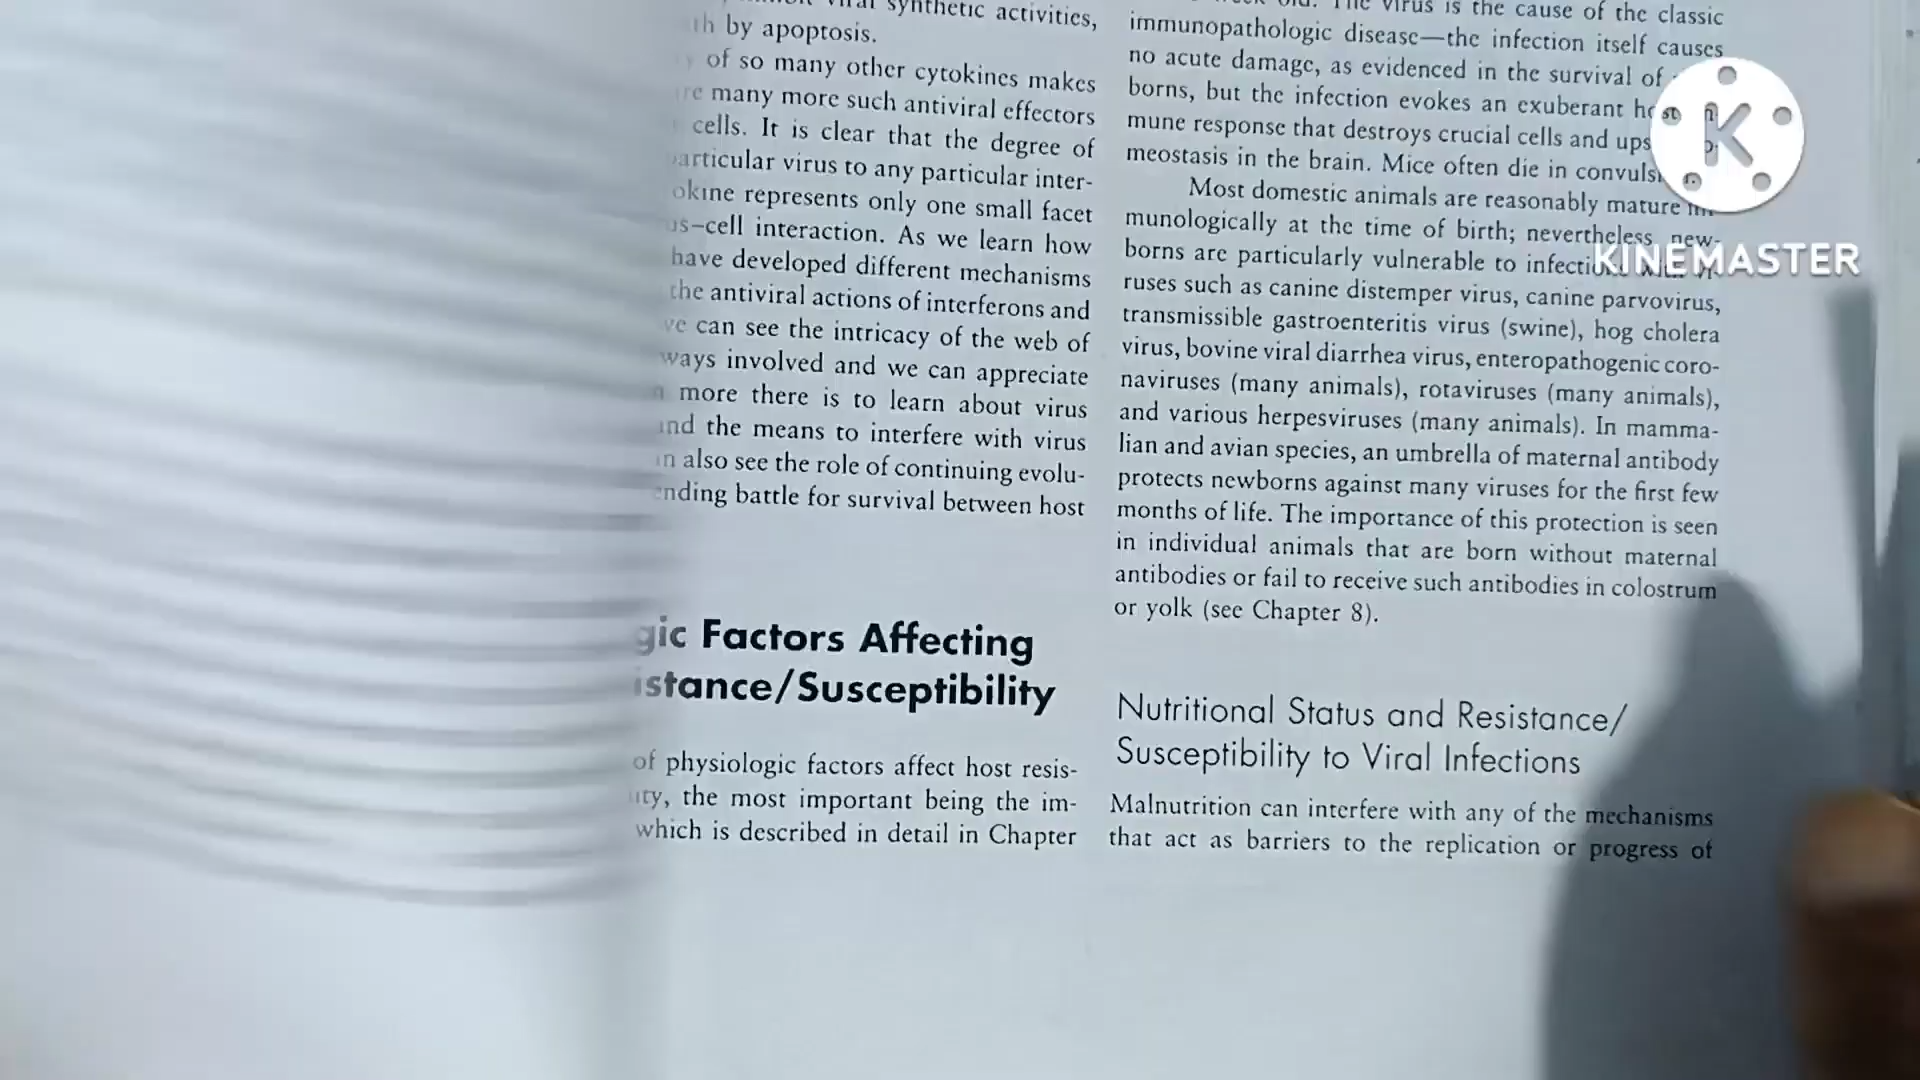 synthetic activities,
by apoptosis.
of so many other cytokines makes
many more such antiviral effectors
cells. It is clear that the degree of
particular virus to any particular inter-
okine represents only one small facet
us–cell interaction. As we learn how
have developed different mechanisms
the antiviral actions of interferons and
we can see the intricacy of the web of
ways involved and we can appreciate
more there is to learn about virus
and the means to interfere with virus
also see the role of continuing evolu-
ending battle for survival between host
gic Factors Affecting
istance/Susceptibility
of physiologic factors affect host resis-
ity, the most important being the im-
which is described in detail in Chapter
The virus is the cause of the classic
immunopathologic disease—the infection itself causes
no acute damage, as evidenced in the survival of
borns, but the infection evokes an exuberant
mune response that destroys crucial cells and
meostasis in the brain. Mice often die in
Most domestic animals are reasonably mature im-
munologically at the time of birth; nevertheless, new-
borns are particularly vulnerable to
ruses such as canine distemper virus, canine parvovirus,
transmissible gastroenteritis virus (swine), hog cholera
virus, bovine viral diarrhea virus, enteropathogenic coro-
naviruses (many animals), rotaviruses (many animals),
and various herpesviruses (many animals). In mamma-
lian and avian species, an umbrella of maternal antibody
protects newborns against many viruses for the first few
months of life. The importance of this protection is seen
in individual animals that are born without maternal
antibodies or fail to receive such antibodies in colostrum
or yolk (see Chapter 8).
Nutritional Status and Resistance/
Susceptibility to Viral Infections
Malnutrition can interfere with any of the mechanisms
that act as barriers to the replication or progress of
K
KINEMASTER